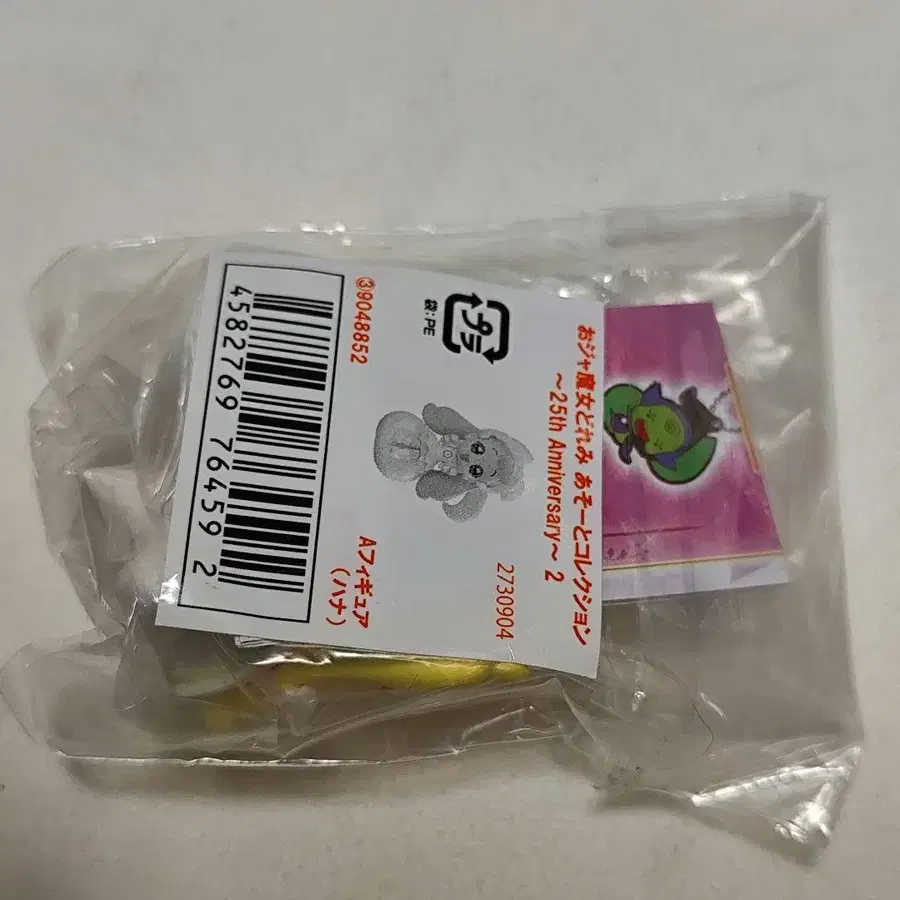 おジャ魔女どれみ あそーとコレクション
～25th Anniversary～ 2
2730904
プラ
袋:PE
Aフィギュア
(ハナ)
③9048852
4582769 76459 2